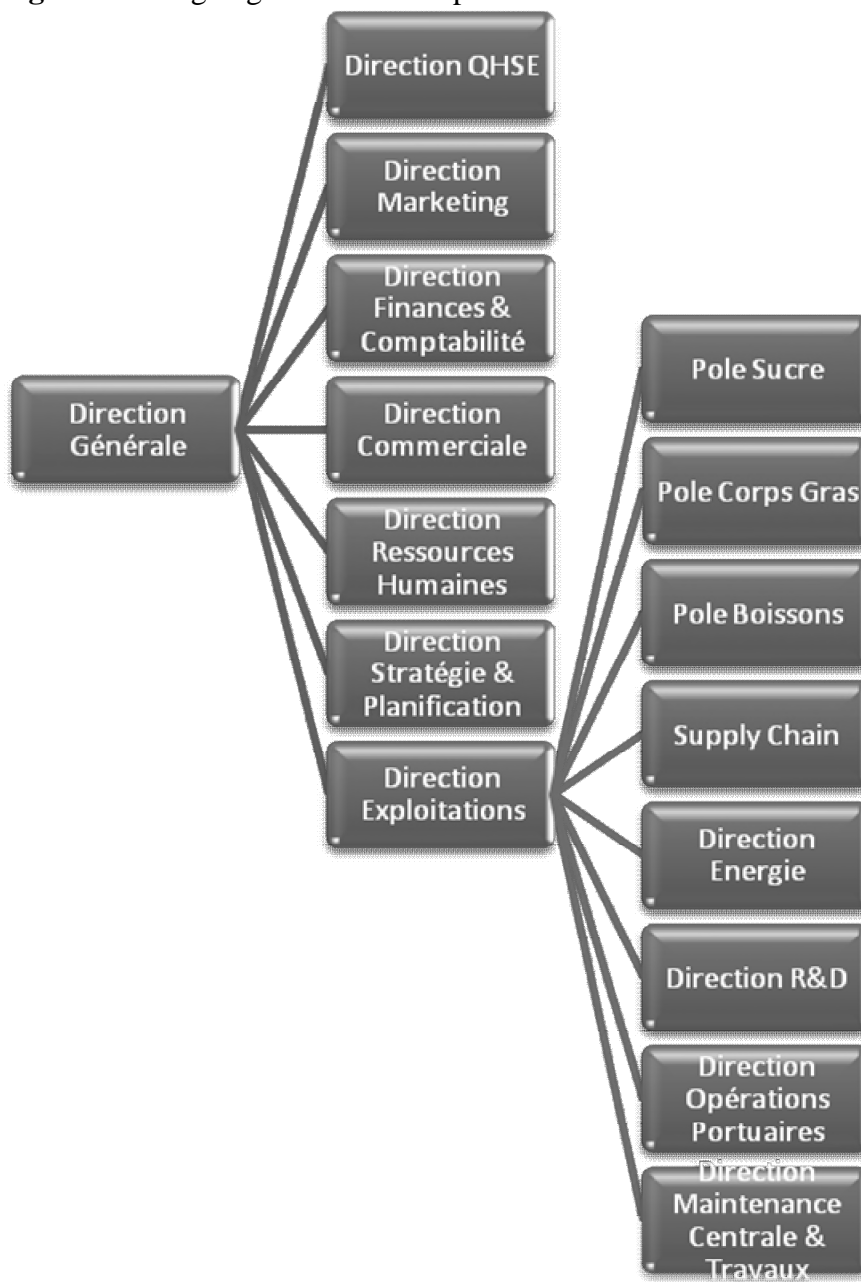 Direction
Générale
Direction QHSE
Direction
Marketing
Direction
Finances &
Comptabilité
Direction
Commerciale
Direction
Ressources
Humaines
Direction
Stratégie &
Planification
Direction
Exploitations
Pole Sucre
Pole Corps Gras
Pole Boissons
Supply Chain
Direction
Energie
Direction R&D
Direction
Opérations
Portuaires
Direction
Maintenance
Centrale &
Travaux